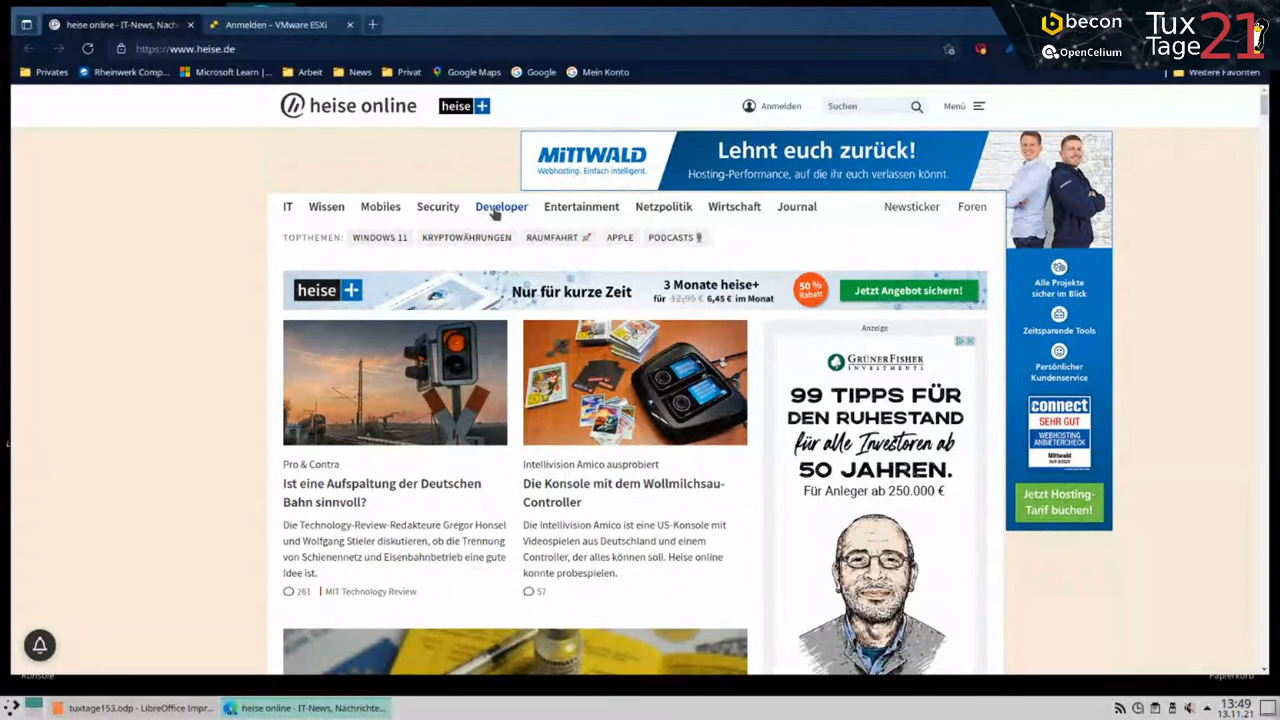 heise online - IT-News, Nach
Anmelden – VMware ESXi
becon
OpenCelium
Tux
Tage
21
https://www.heise.de
Privates
Rheinwerk Comp...
Microsoft Learn |...
Arbeit
News
Privat
Google Maps
Google
Mein Konto
Weitere Favoriten
heise online
heise+
Anmelden
Suchen
Menü
MITTWALD
Webhosting. Einfach intelligent.
Lehnt euch zurück!
Hosting-Performance, auf die ihr euch verlassen könnt.
IT
Wissen
Mobiles
Security
Developer
Entertainment
Netzpolitik
Wirtschaft
Journal
Newsticker
Foren
TOPTHEMEN:
WINDOWS 11
KRYPTOWÄHRUNGEN
RAUMFAHRT
APPLE
PODCASTS
heise+
Nur für kurze Zeit
3 Monate heise+
für 12,95 € 6,45 € im Monat
50 %
Rabatt
Jetzt Angebot sichern!
Alle Projekte
sicher im Blick
Zeitsparende Tools
Persönlicher
Kundenservice
connect
SEHR GUT
WEBHOSTING
ANBIETERCHECK
Mittwald
Jetzt Hosting-
Tarif buchen!
Pro & Contra
Ist eine Aufspaltung der Deutschen
Bahn sinnvoll?
Die Technology-Review-Redakteure Gregor Honsel
und Wolfgang Stieler diskutieren, ob die Trennung
von Schienennetz und Eisenbahnbetrieb eine gute
Idee ist.
261
MIT Technology Review
Intellivision Amico ausprobiert
Die Konsole mit dem Wollmilchsau-
Controller
Die Intellivision Amico ist eine US-Konsole mit
Videospielen aus Deutschland und einem
Controller, der alles können soll. Heise online
konnte probespielen.
57
Anzeige
GRÜNERFISHER
INVESTMENTS
99 TIPPS FÜR
DEN RUHESTAND
für alle Investoren ab
50 JAHREN.
Für Anleger ab 250.000 €
Konsole
Papierkorb
tuxtage153.odp - LibreOffice Impr...
heise online - IT-News, Nachrichte...
13:49
13.11.21